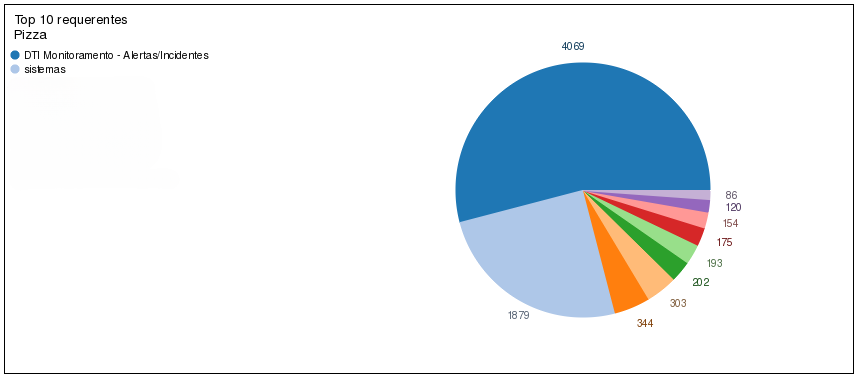 Top 10 requerentes
Pizza
DTI Monitoramento - Alertas/Incidentes
sistemas
4069
86
120
154
175
193
202
303
344
1879